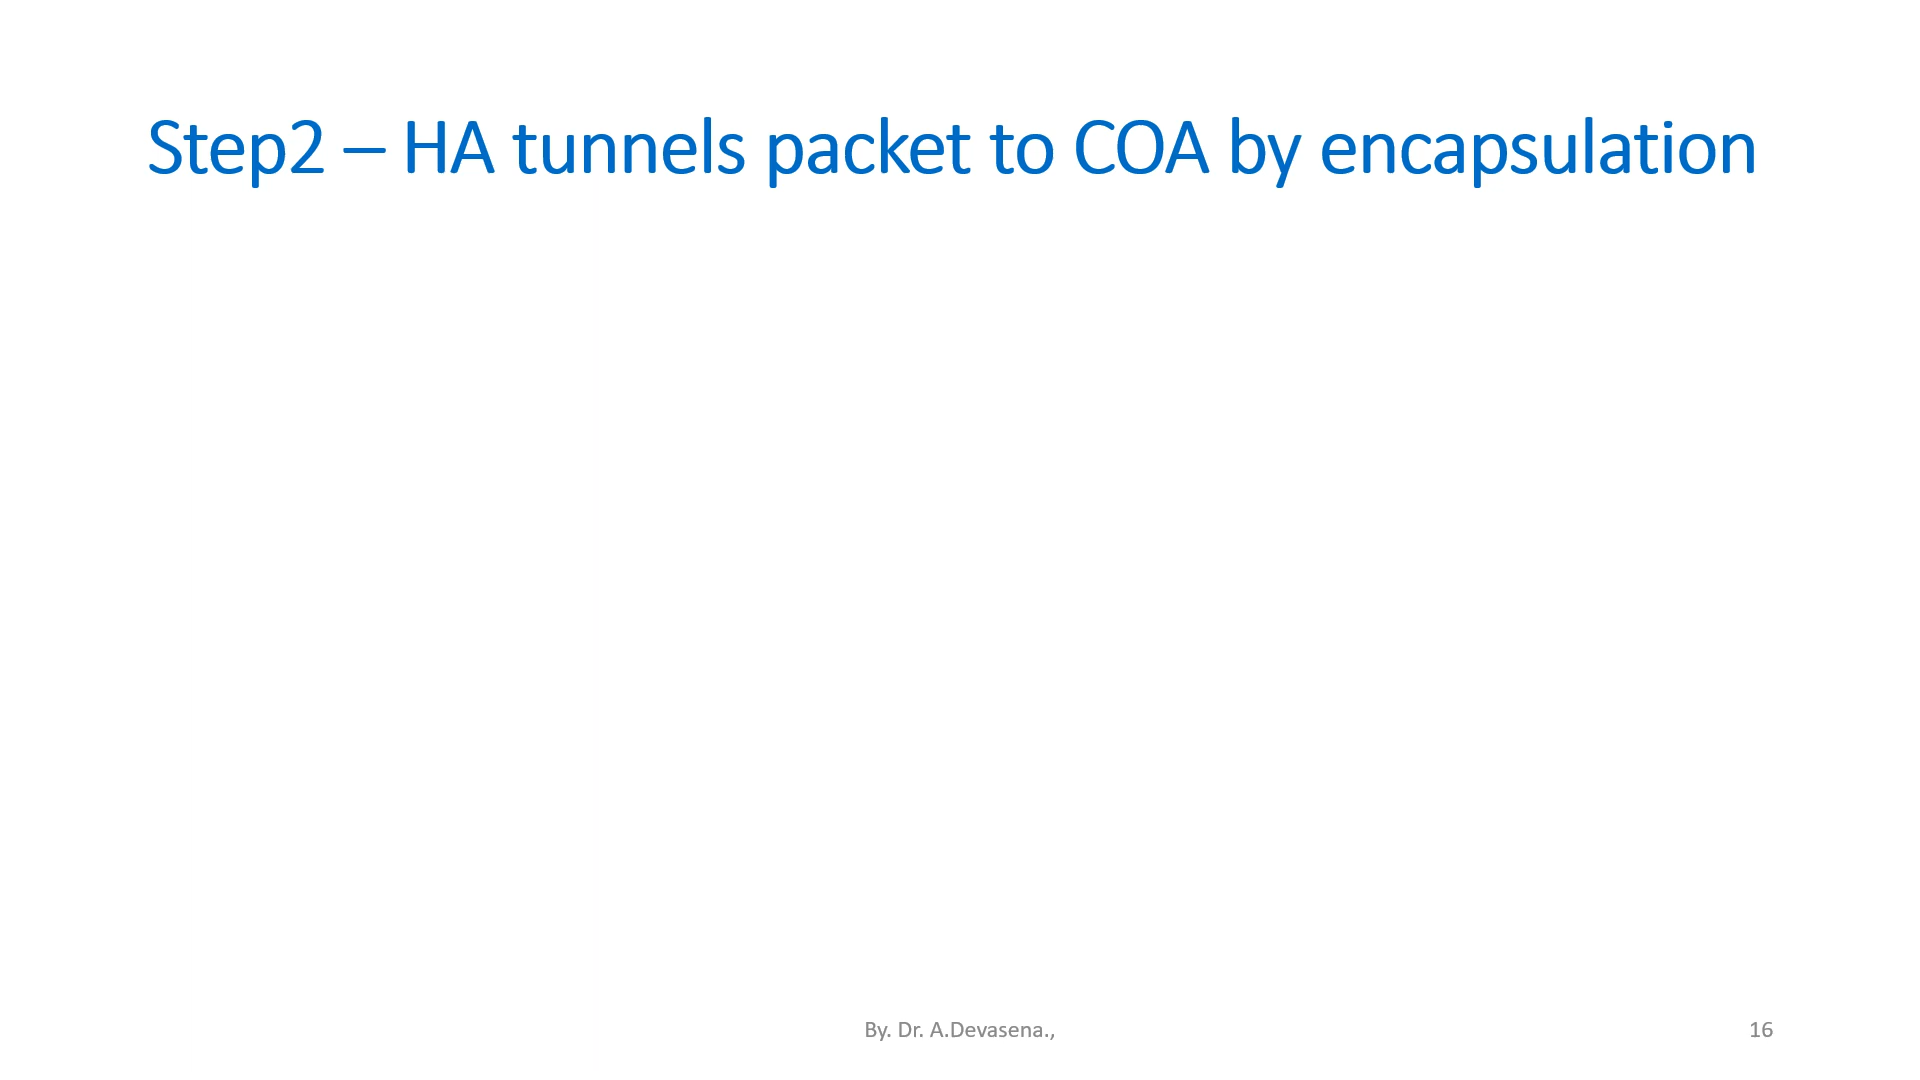 Step2 – HA tunnels packet to COA by encapsulation
By. Dr. A.Devasena.,
16